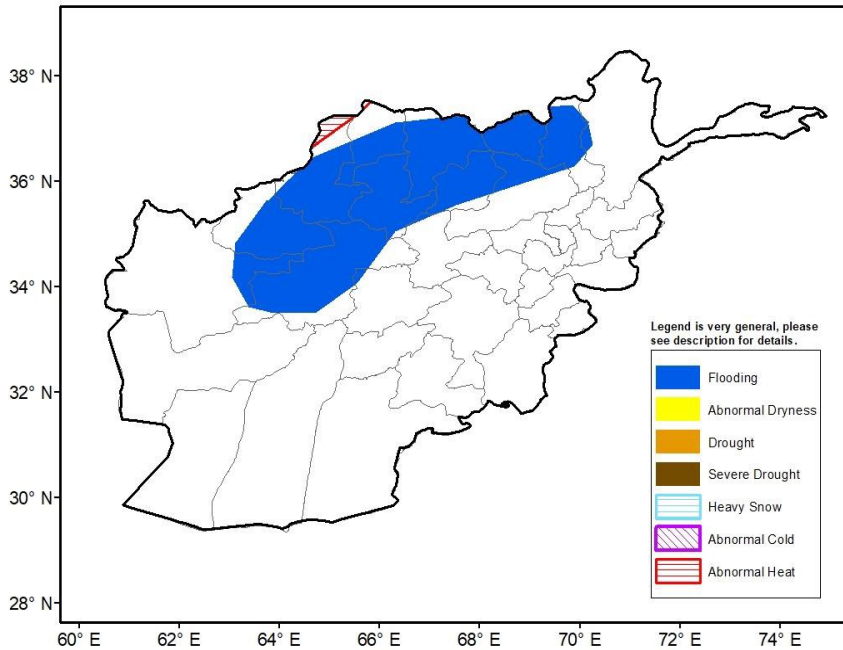 38° N
36° N
34° N
32° N
30° N
28° N
Legend is very general, please
see description for details.
Flooding
Abnormal Dryness
Drought
Severe Drought
Heavy Snow
Abnormal Cold
Abnormal Heat
60° E 62° E 64° E 66° E 68° E 70° E 72° E 74° E